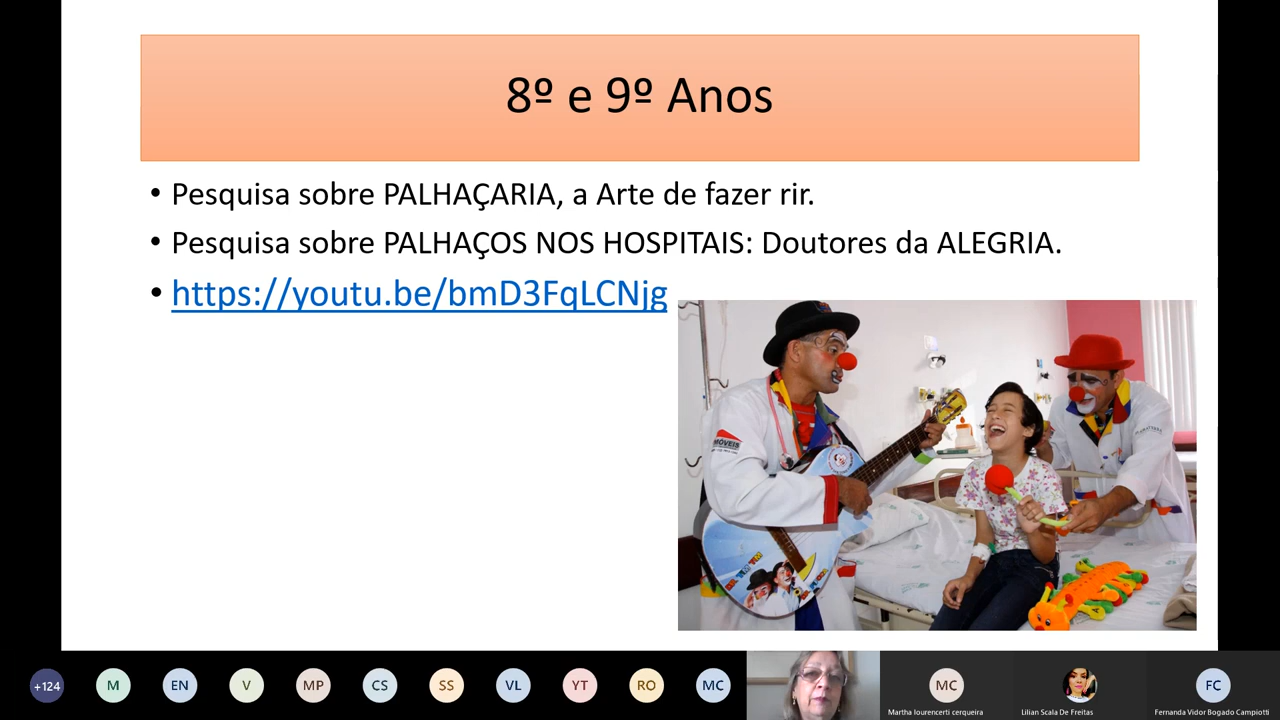 8º e 9º Anos
• Pesquisa sobre PALHAÇARIA, a Arte de fazer rir.
• Pesquisa sobre PALHAÇOS NOS HOSPITAIS: Doutores da ALEGRIA.
• https://youtu.be/bmD3FqLCNjg
MÓVEIS
+124
M
EN
V
MP
CS
SS
VL
YT
RO
MC
MC
FC
Martha lourencerti cerqueira
Lilian Scala De Freitas
Fernanda Vidor Bogado Campiotti